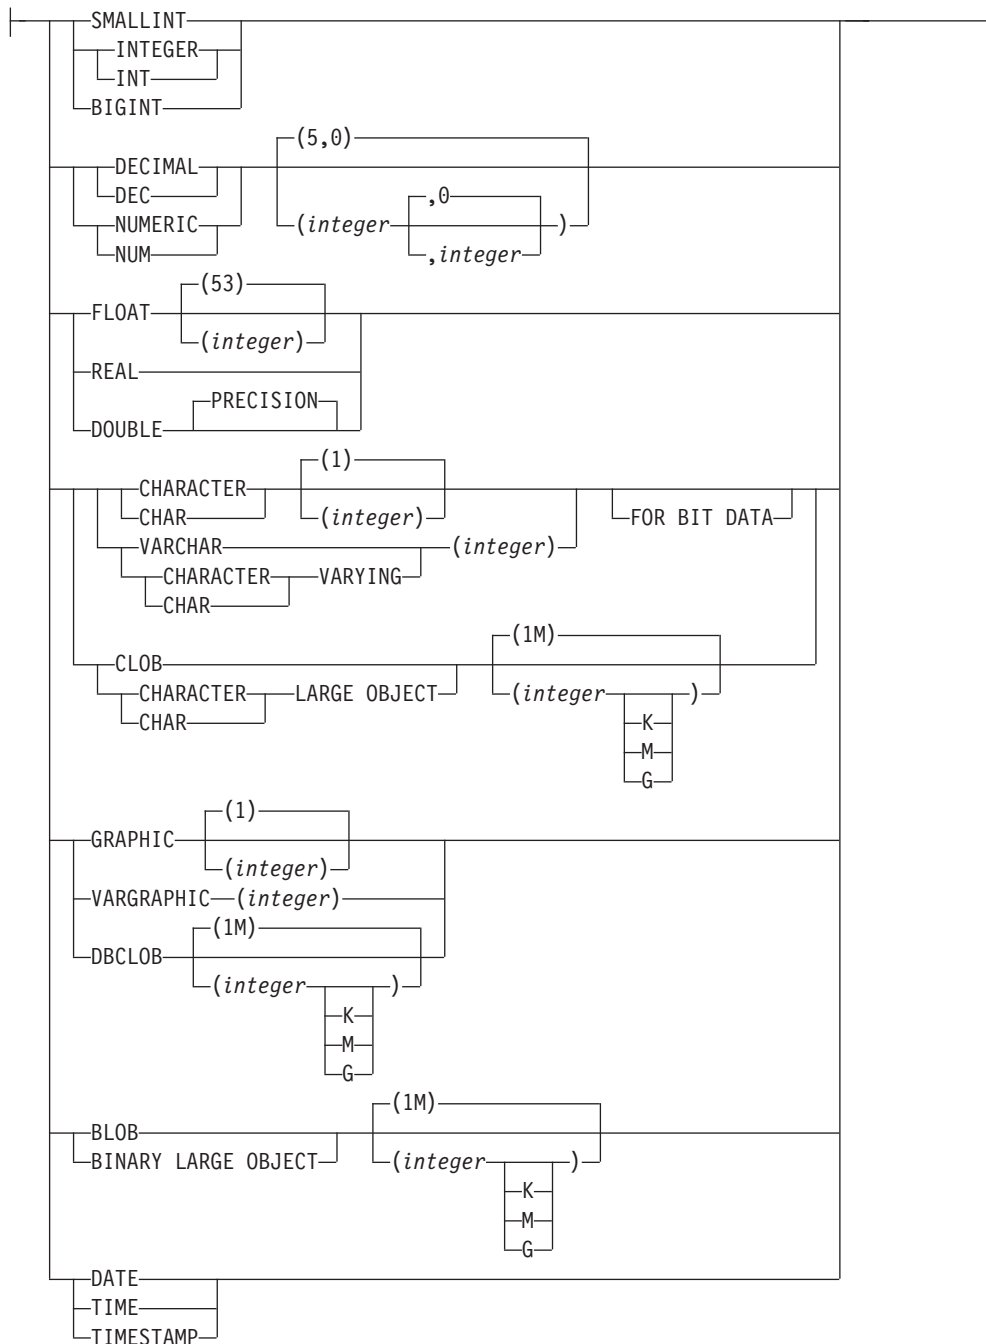 SMALLINT
INTEGER
INT
BIGINT
(5,0)
DECIMAL
DEC ,0
NUMERIC (integer )
NUM ,integer
(53)
FLOAT
(integer)
REAL
PRECISION
DOUBLE
(1)
CHARACTER
CHAR (integer) FOR BIT DATA
VARCHAR (integer)
CHARACTER VARYING
CHAR
(1M)
CLOB
CHARACTER LARGE OBJECT (integer )
CHAR K
M
G
(1)
GRAPHIC
(integer)
VARGRAPHIC (integer)
(1M)
DBCLOB
(integer )
K
M
G
(1M)
BLOB
BINARY LARGE OBJECT (integer )
K
M
G
DATE
TIME
TIMESTAMP